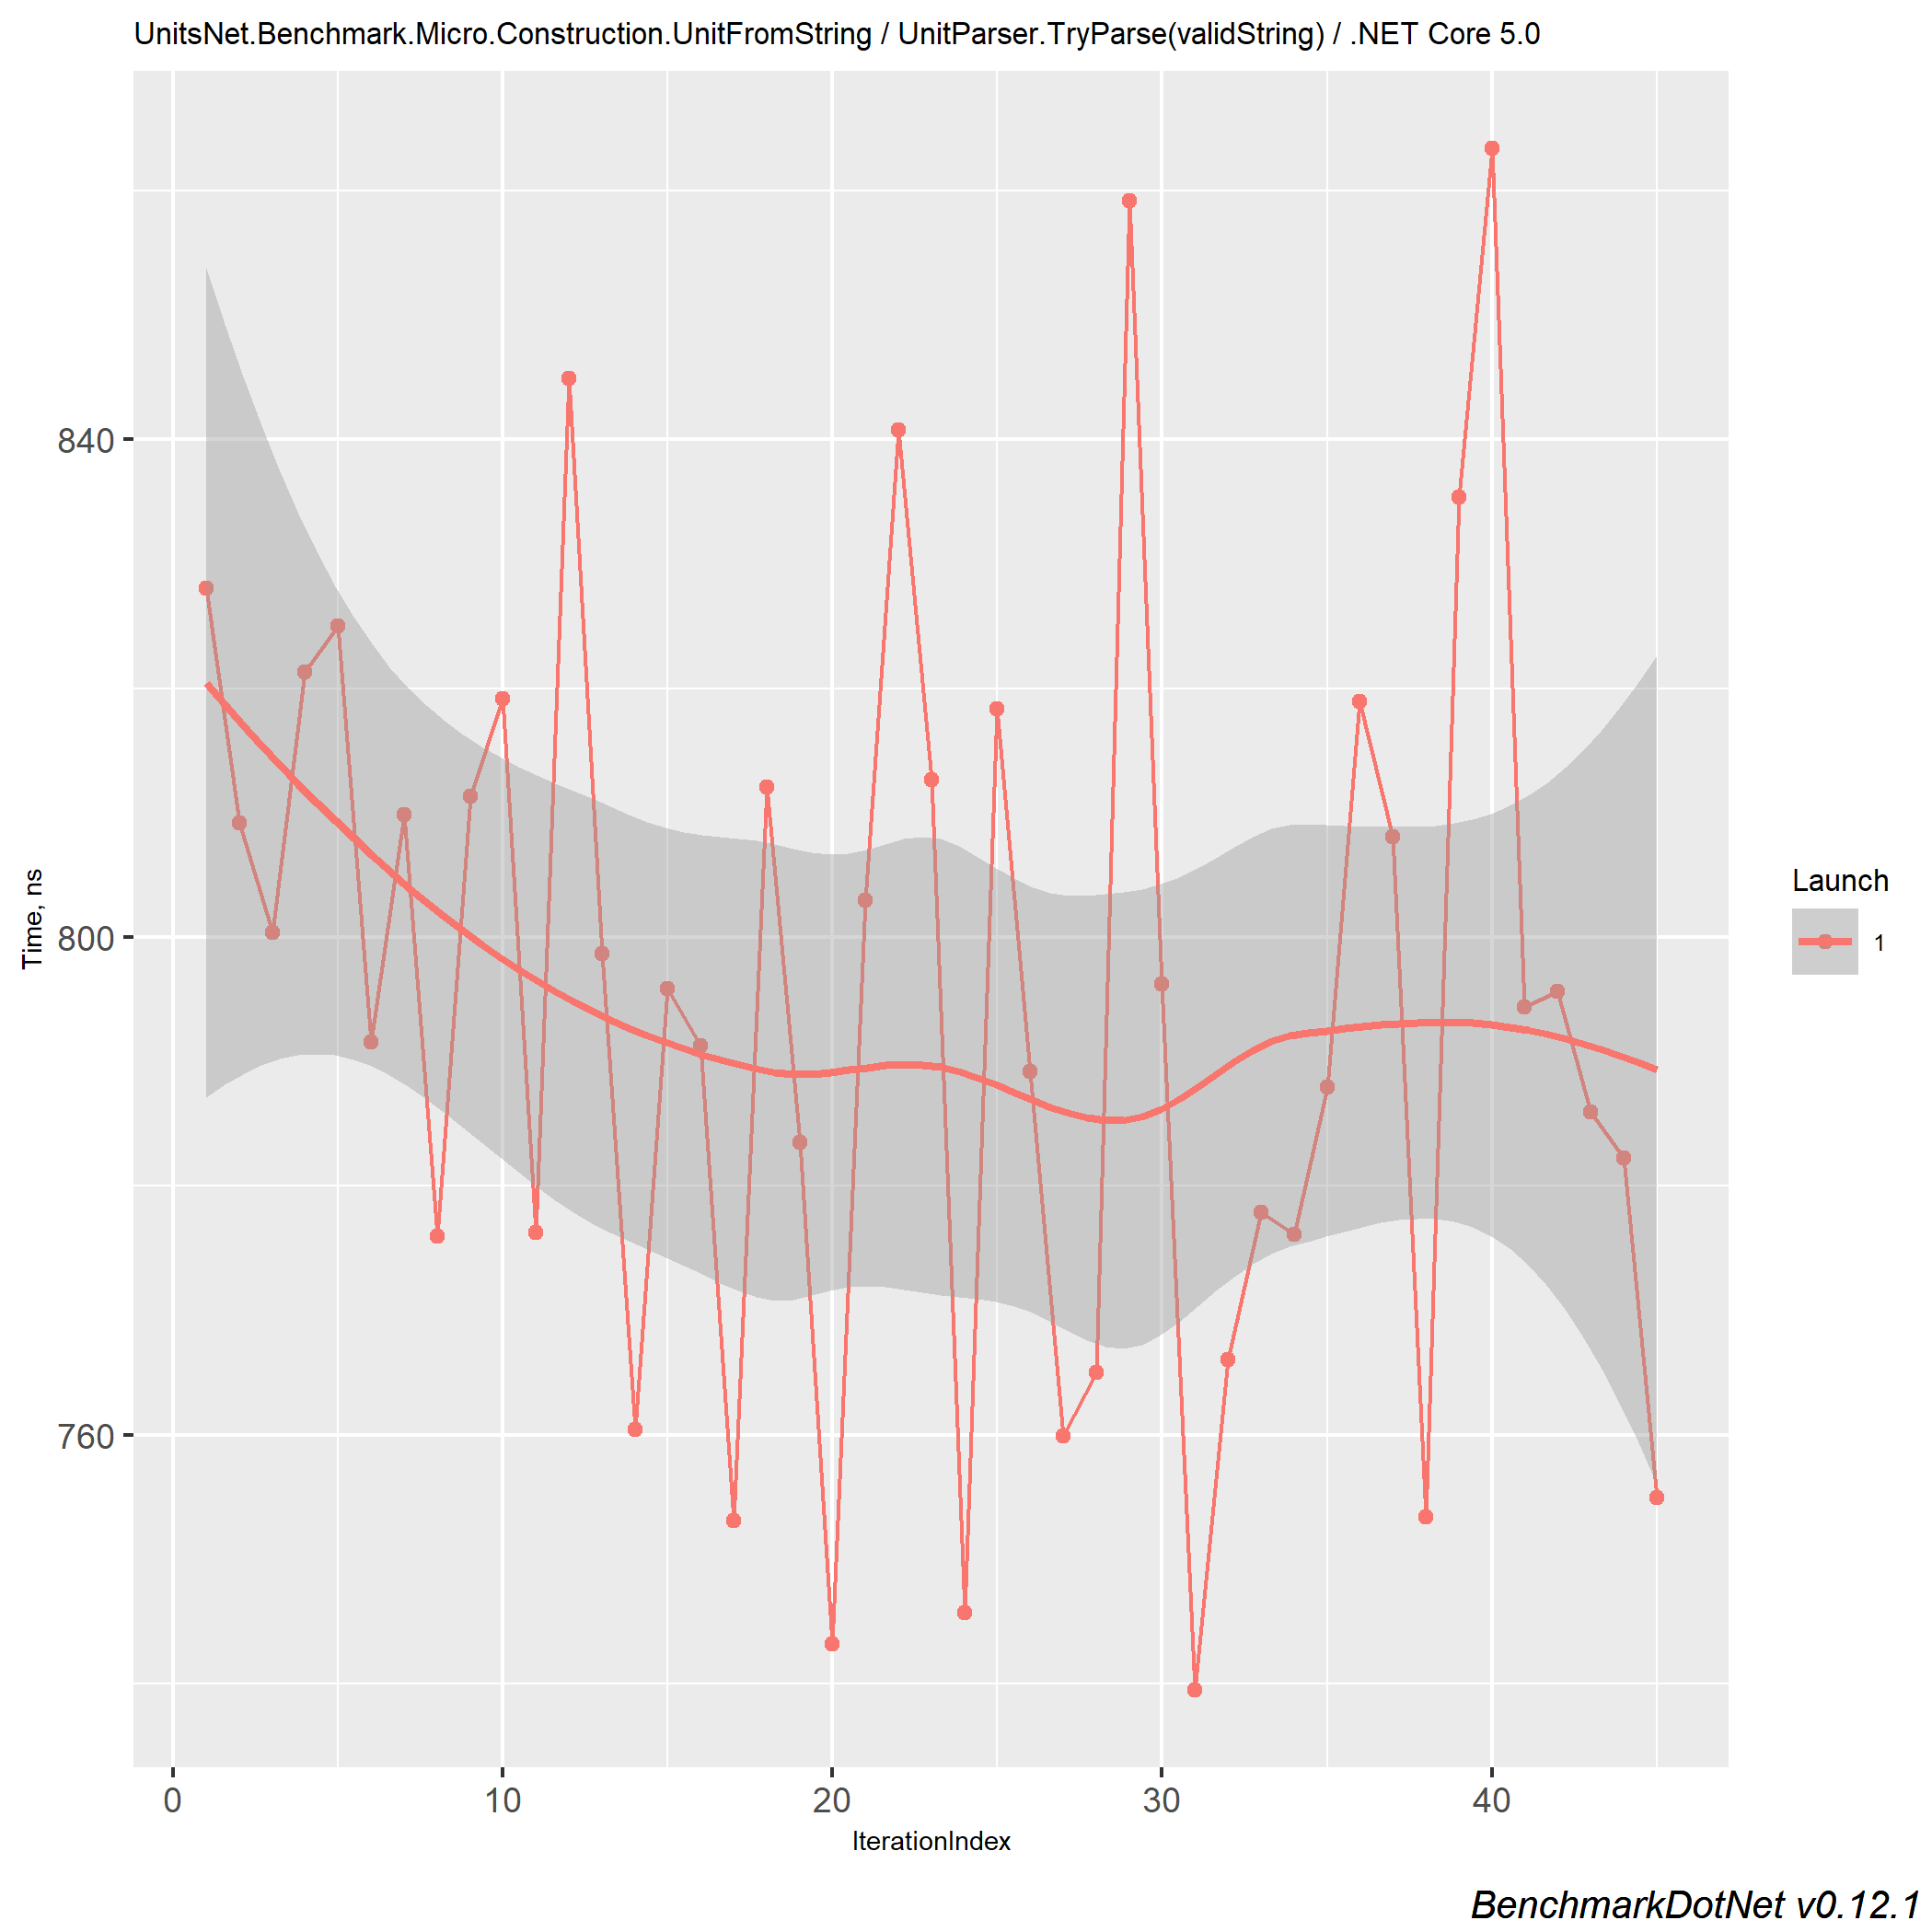 UnitsNet.Benchmark.Micro.Construction.UnitFromString / UnitParser.TryParse(validString) / .NET Core 5.0
Time, ns
840
800
760
0 10 20 30 40
IterationIndex
Launch
1
BenchmarkDotNet v0.12.1